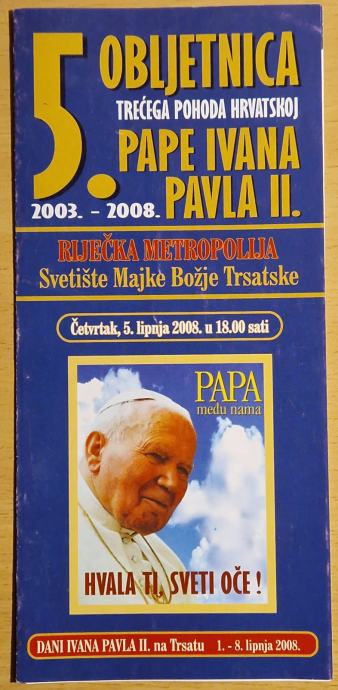 5. OBLJETNICA
TREĆEGA POHODA HRVATSKOJ
PAPE IVANA
2003. - 2008. PAVLA II.
RIJEČKA METROPOLIJA
Svetište Majke Božje Trsatske
Četvrtak, 5. lipnja 2008. u 18.00 sati
PAPA
među nama
HVALA TI, SVETI OČE !
DANI IVANA PAVLA II. na Trsatu 1. - 8. lipnja 2008.